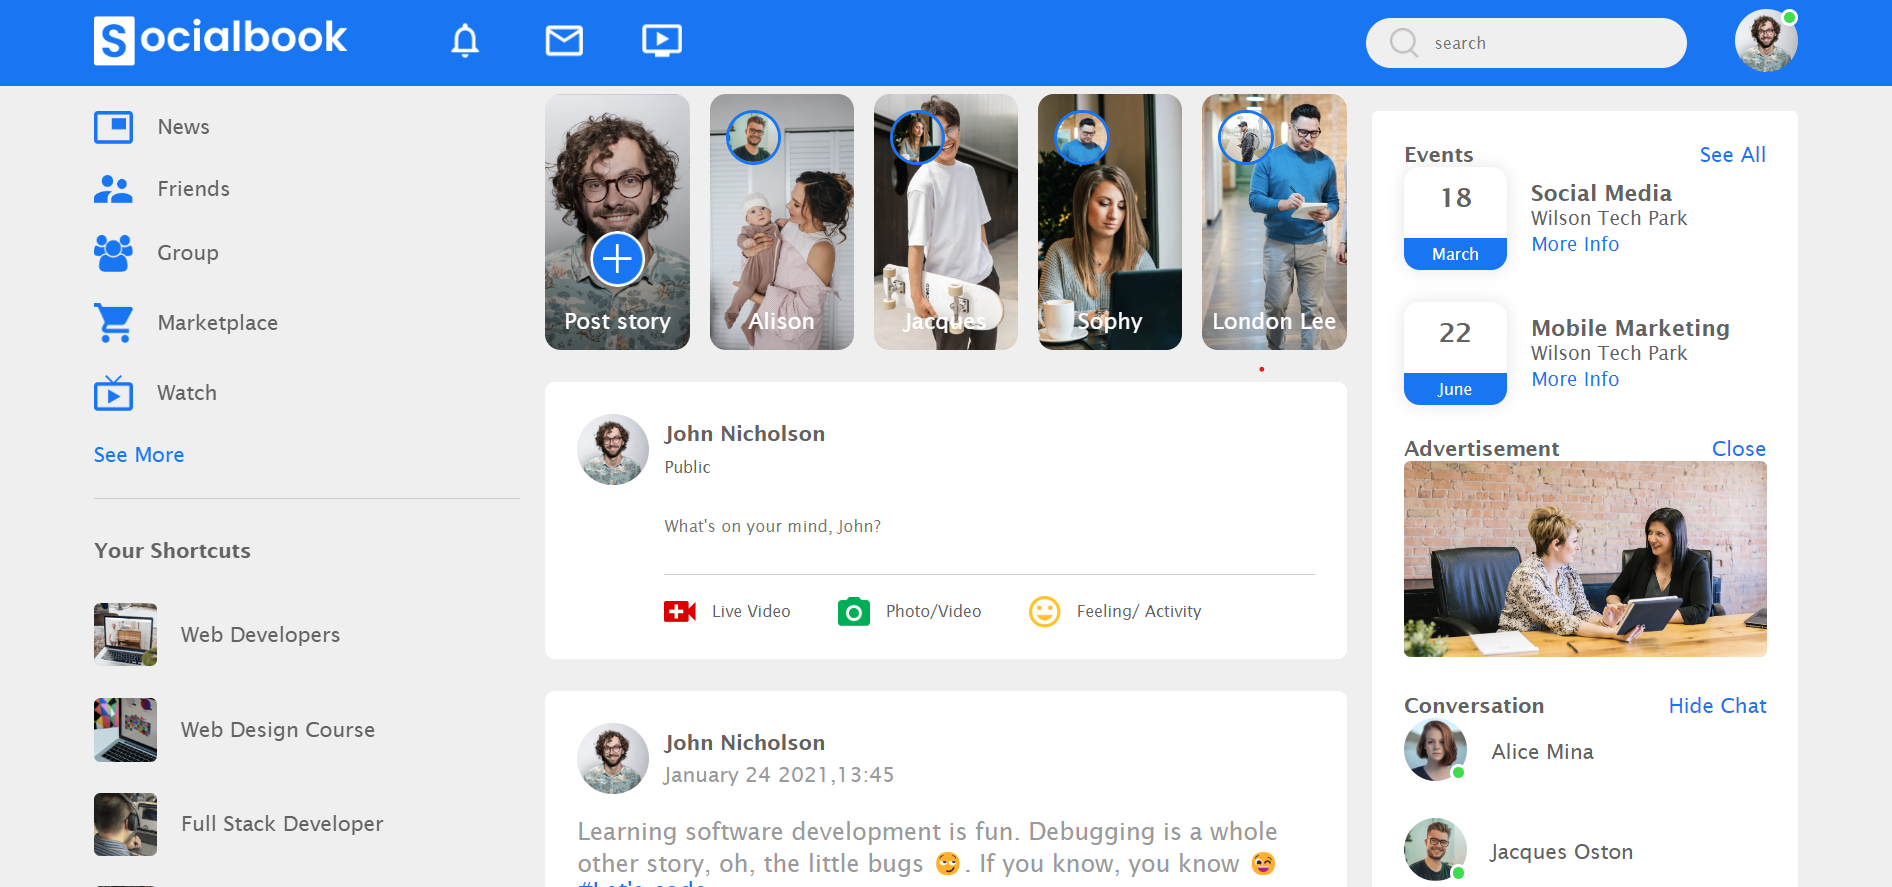 Socialbook
search
News
Friends
Group
Marketplace
Watch
See More
Your Shortcuts
Web Developers
Web Design Course
Full Stack Developer
Post story
Alison
Jacques
Sophy
London Lee
John Nicholson
Public
What's on your mind, John?
Live Video
Photo/Video
Feeling/ Activity
John Nicholson
January 24 2021,13:45
Learning software development is fun. Debugging is a whole
other story, oh, the little bugs 😏. If you know, you know 😆
#Let's code
Events
See All
18
March
Social Media
Wilson Tech Park
More Info
22
June
Mobile Marketing
Wilson Tech Park
More Info
Advertisement
Close
Conversation
Hide Chat
Alice Mina
Jacques Oston